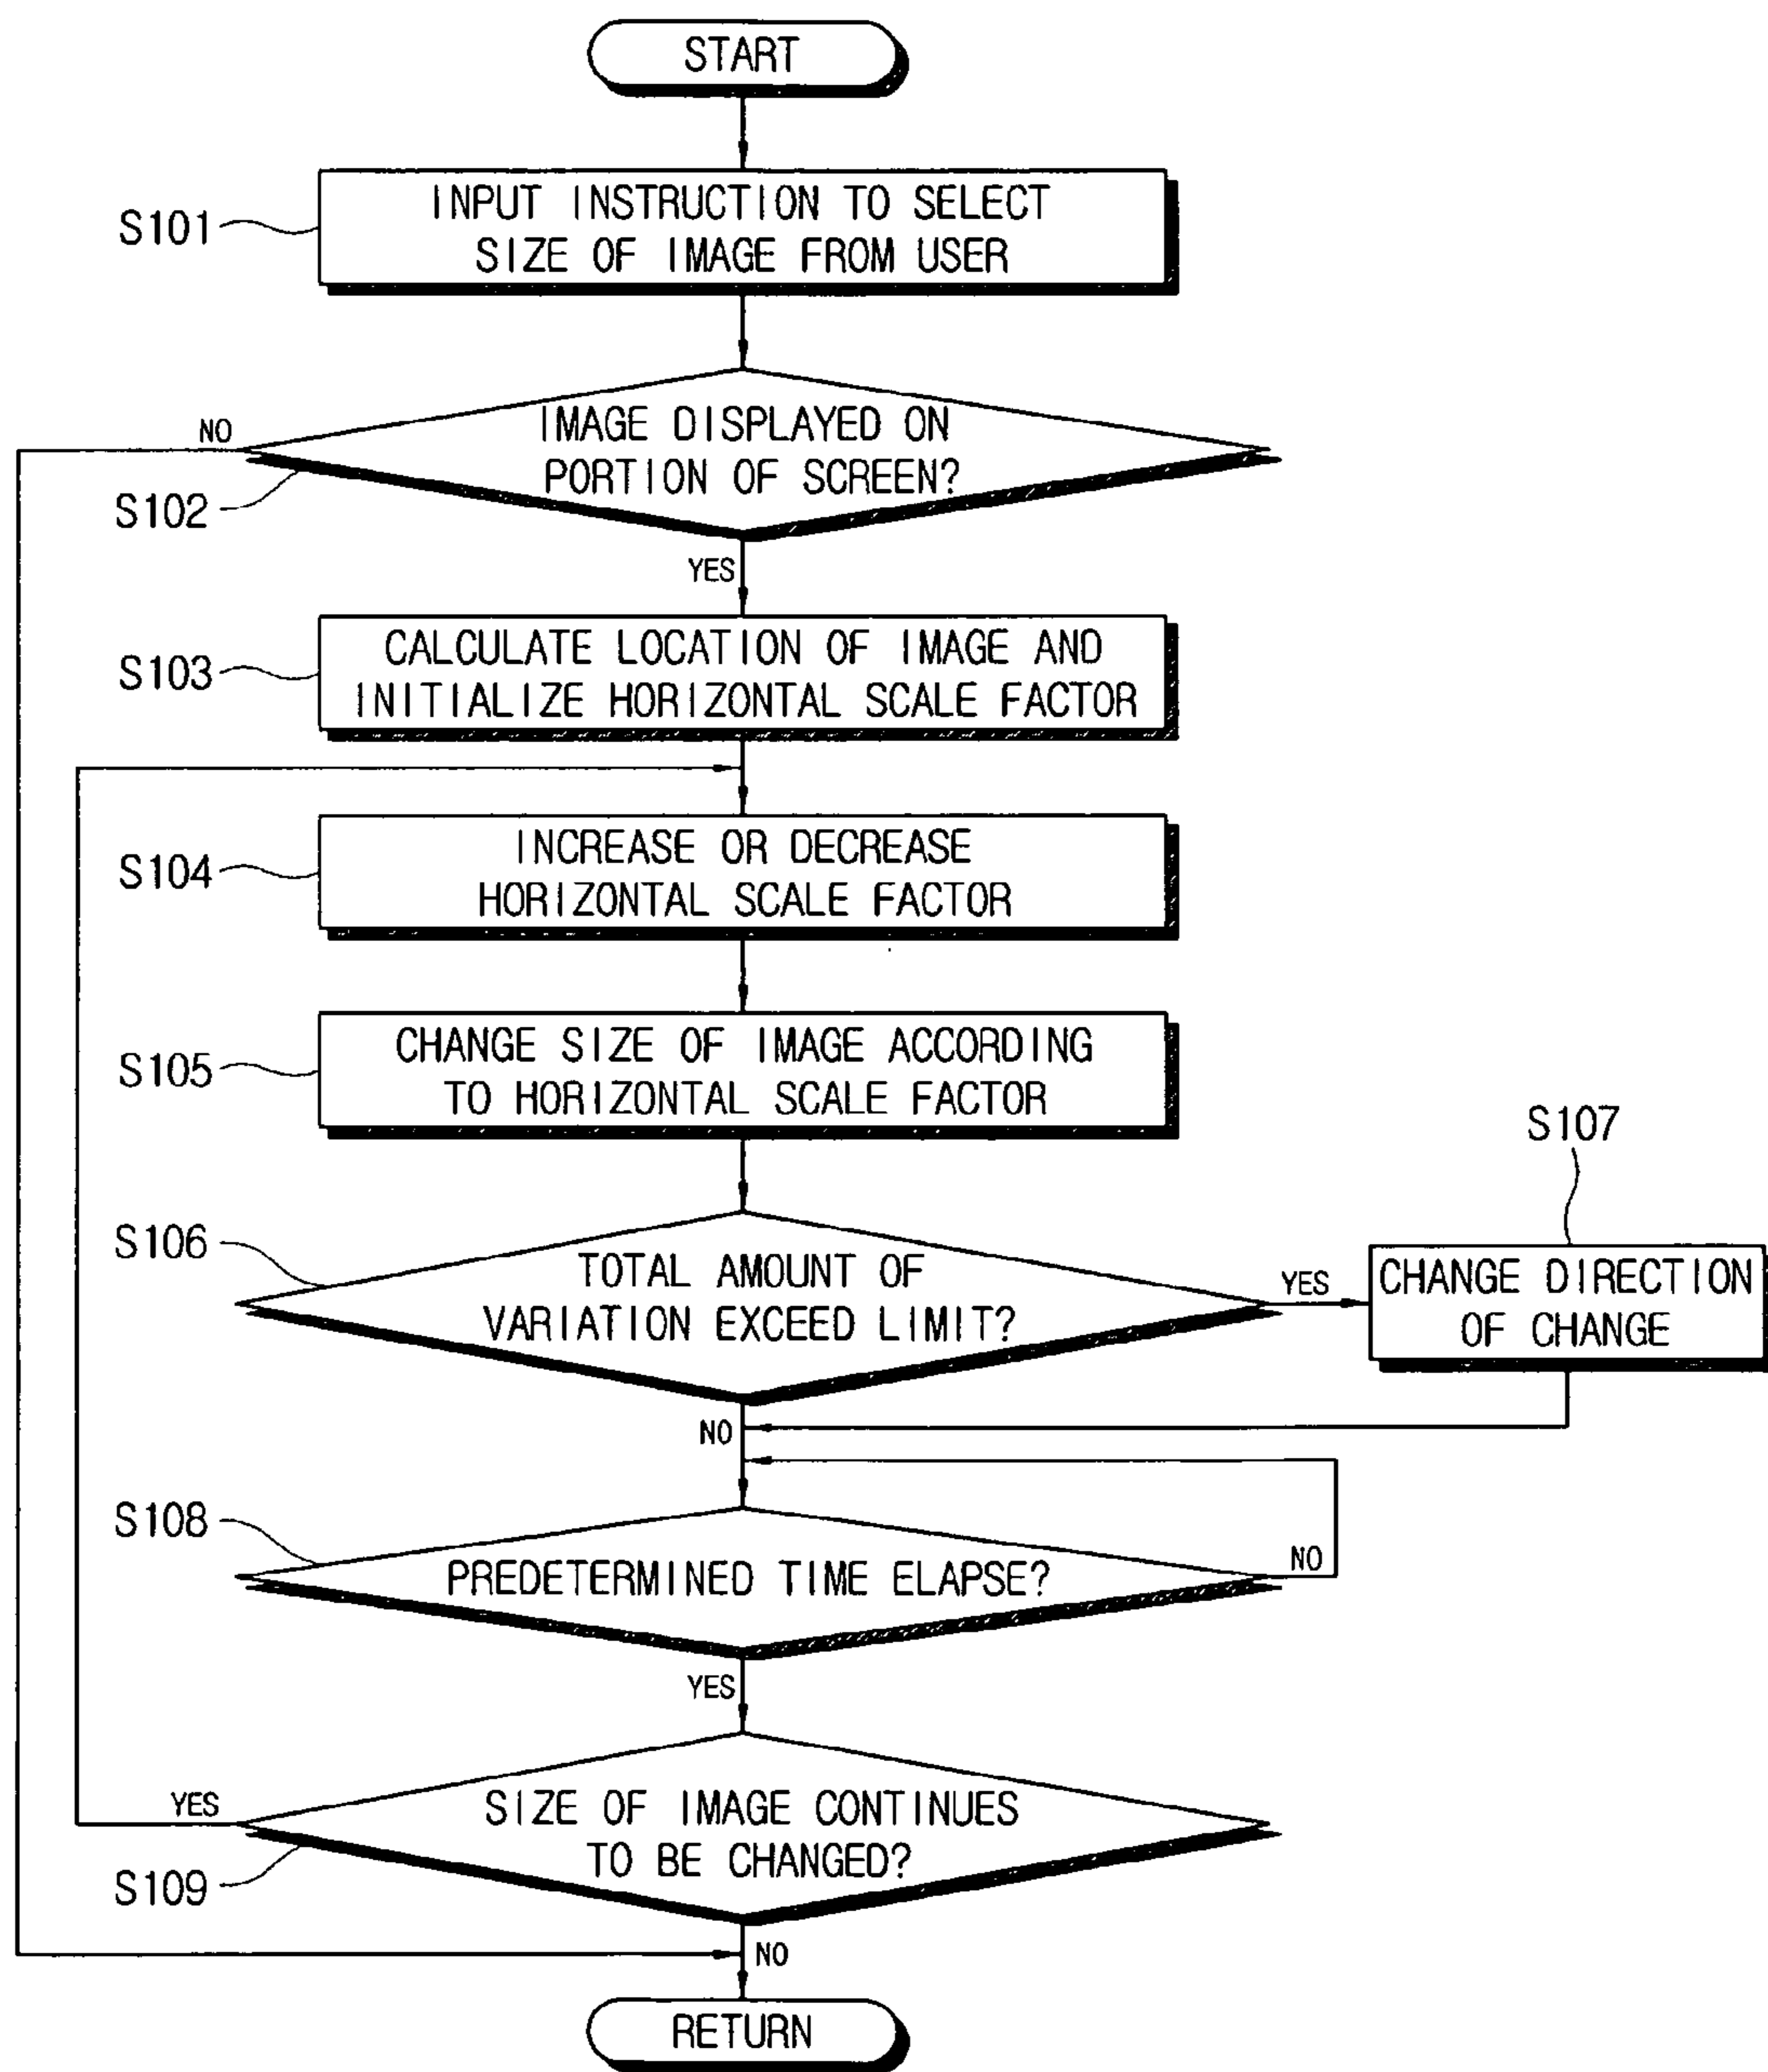 START
S101
INPUT INSTRUCTION TO SELECT
SIZE OF IMAGE FROM USER
NO
IMAGE DISPLAYED ON
PORTION OF SCREEN?
S102
YES
S103
CALCULATE LOCATION OF IMAGE AND
INITIALIZE HORIZONTAL SCALE FACTOR
S104
INCREASE OR DECREASE
HORIZONTAL SCALE FACTOR
S105
CHANGE SIZE OF IMAGE ACCORDING
TO HORIZONTAL SCALE FACTOR
S106
TOTAL AMOUNT OF
VARIATION EXCEED LIMIT?
YES
S107
CHANGE DIRECTION
OF CHANGE
NO
S108
PREDETERMINED TIME ELAPSE?
NO
YES
YES
SIZE OF IMAGE CONTINUES
TO BE CHANGED?
S109
NO
RETURN